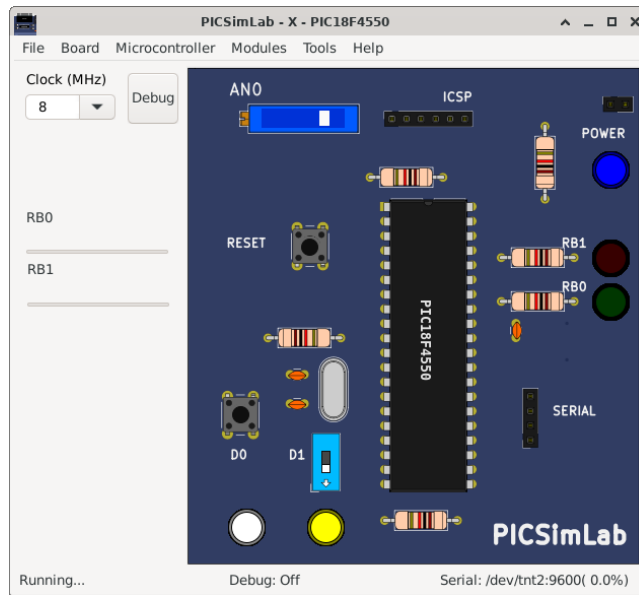 PICSimLab - X - PIC18F4550
File Board Microcontroller Modules Tools Help
Clock (MHz)
8
Debug
RB0
RB1
AN0
ICSP
POWER
RESET
RB1
RB0
PIC18F4550
SERIAL
D0
D1
PICSimLab
Running...
Debug: Off
Serial: /dev/tnt2:9600( 0.0%)